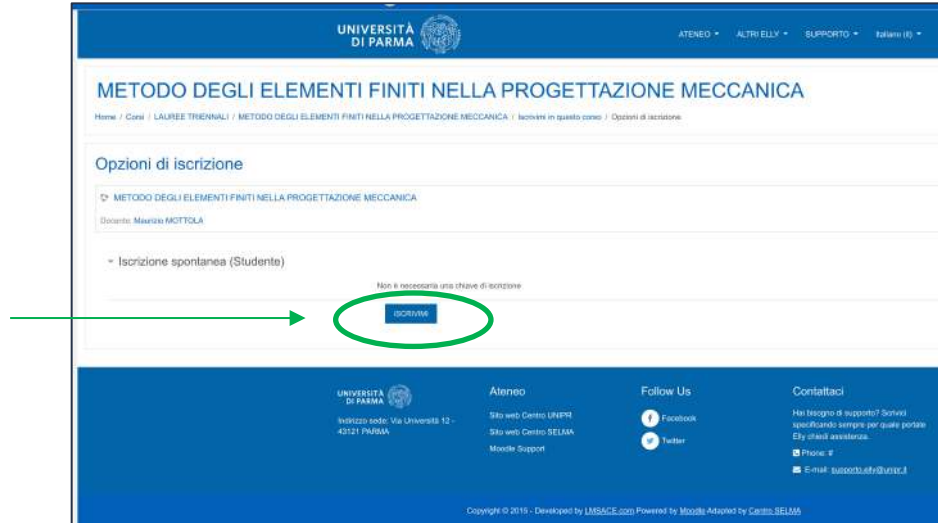 UNIVERSITÀ
DI PARMA
ATENEO
ALTRI ELLY
SUPPORTO
Italiano (it)
METODO DEGLI ELEMENTI FINITI NELLA PROGETTAZIONE MECCANICA
Home / Corsi / LAUREE TRIENNALI / METODO DEGLI ELEMENTI FINITI NELLA PROGETTAZIONE MECCANICA / Iscrivimi in questo corso / Opzioni di iscrizione
Opzioni di iscrizione
METODO DEGLI ELEMENTI FINITI NELLA PROGETTAZIONE MECCANICA
Docente: Maurizio MOTTOLA
Iscrizione spontanea (Studente)
Non è necessaria una chiave di iscrizione
ISCRIVIMI
UNIVERSITÀ
DI PARMA
Indirizzo sede: Via Università 12 -
43121 PARMA
Ateneo
Sito web Centro UNIPR
Sito web Centro SELMA
Moodle Support
Follow Us
Facebook
Twitter
Contattaci
Hai bisogno di supporto? Scrivici
specificando sempre per quale portale
Elly chiedi assistenza.
Phone: #
E-mail: supporto.elly@unipr.it
Copyright © 2015 - Developed by LMSACE.com Powered by Moodle Adapted by Centro SELMA